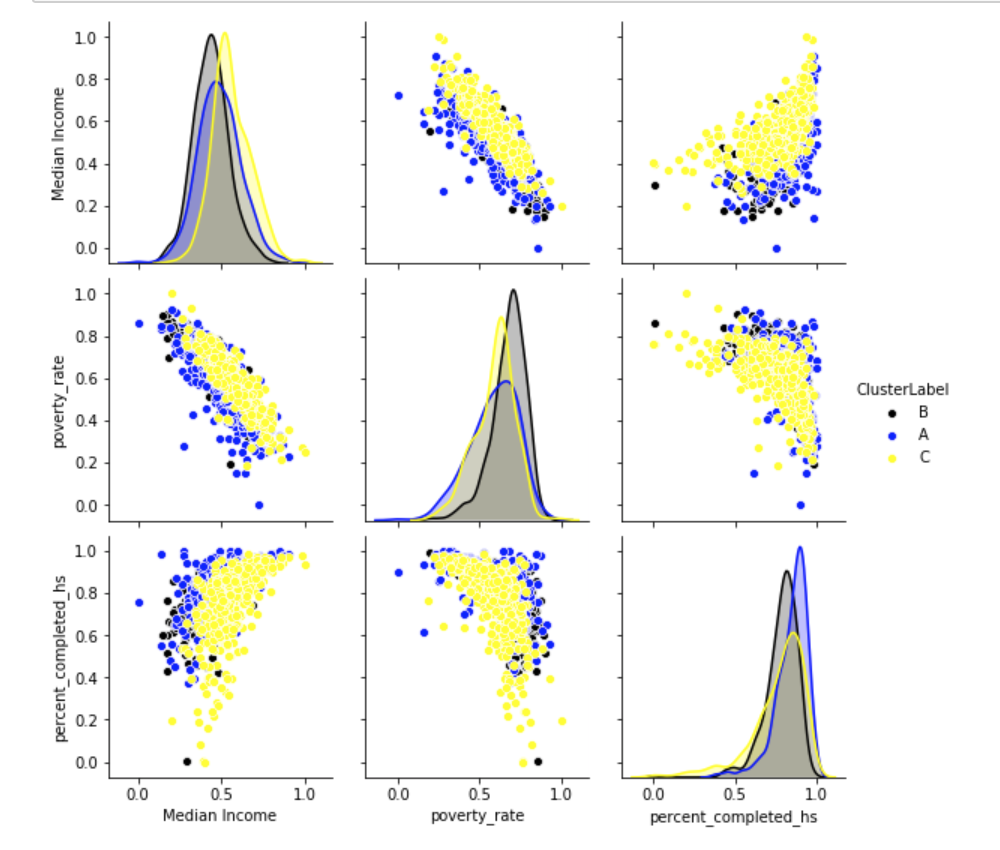 1.0
0.8
0.6
0.4
0.2
0.0
Median Income
1.0
0.8
0.6
0.4
0.2
0.0
poverty_rate
ClusterLabel
B
A
C
1.0
0.8
0.6
0.4
0.2
0.0
percent_completed_hs
0.0 0.5 1.0 0.0 0.5 1.0 0.0 0.5 1.0
Median Income poverty_rate percent_completed_hs